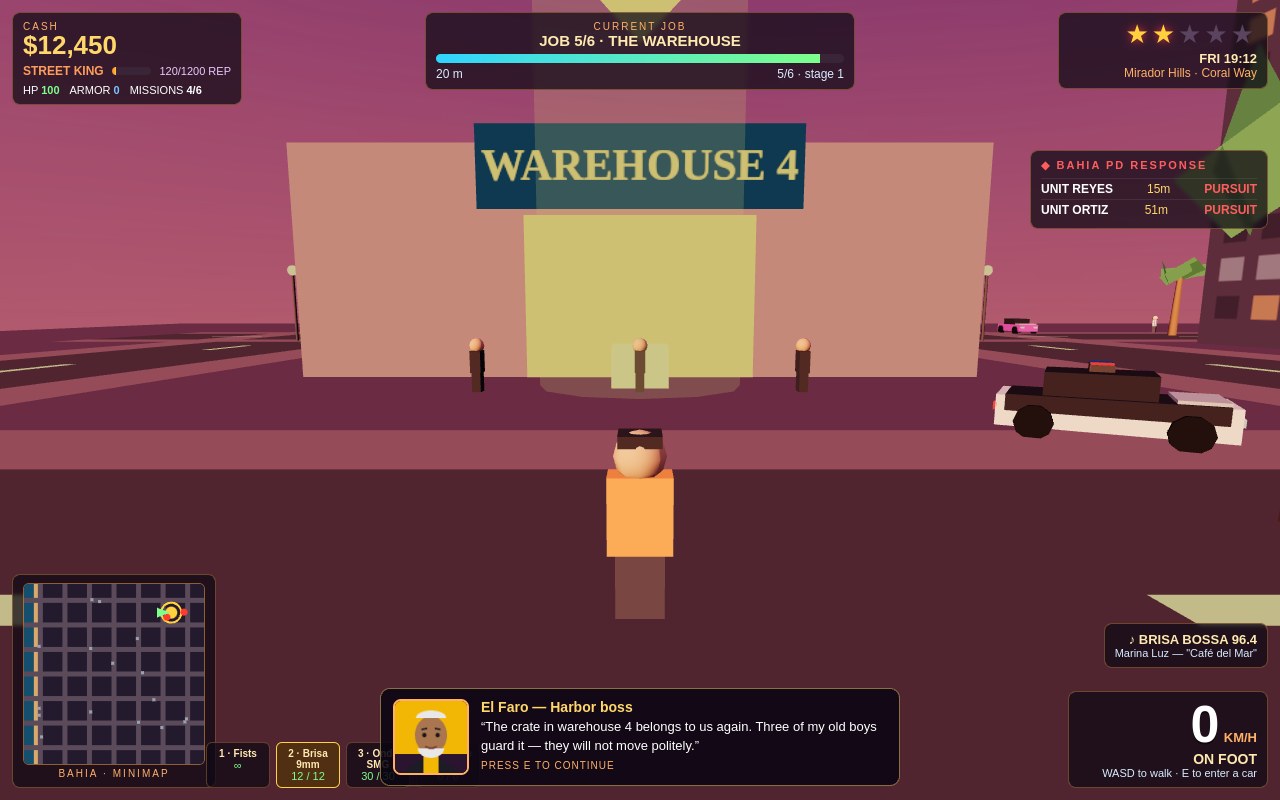 CASH
$12,450
STREET KING 120/1200 REP
HP 100 ARMOR 0 MISSIONS 4/6
CURRENT JOB
JOB 5/6 · THE WAREHOUSE
20 m 5/6 · stage 1
★★★★★
FRI 19:12
Mirador Hills · Coral Way
◆ BAHIA PD RESPONSE
UNIT REYES 15m PURSUIT
UNIT ORTIZ 51m PURSUIT
WAREHOUSE 4
BAHIA · MINIMAP
1 · Fists
∞
2 · Brisa
9mm
12 / 12
3 ·
SMG
30 /
El Faro — Harbor boss
“The crate in warehouse 4 belongs to us again. Three of my old boys
guard it — they will not move politely.”
PRESS E TO CONTINUE
♪ BRISA BOSSA 96.4
Marina Luz — "Café del Mar"
0 KM/H
ON FOOT
WASD to walk · E to enter a car